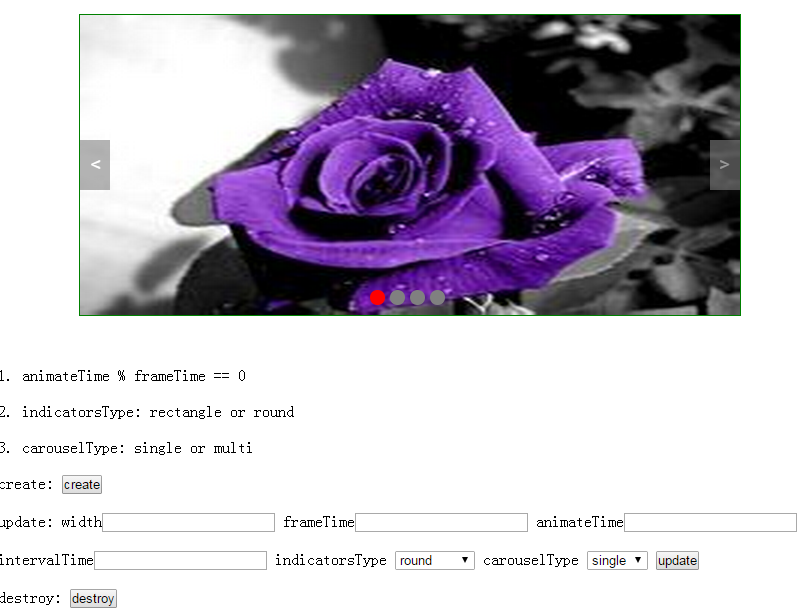 < >
1. animateTime % frameTime == 0
2. indicatorsType: rectangle or round
3. carouselType: single or multi
create: create
update: width frameTime animateTime
intervalTime indicatorsType round carouselType single update
destroy: destroy